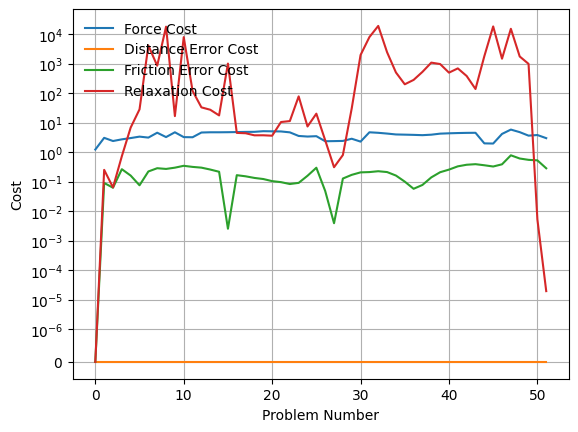 Force Cost
Distance Error Cost
Friction Error Cost
Relaxation Cost
10^4
10^3
10^2
10^1
10^0
10^−1
10^−2
10^−3
10^−4
10^−5
10^−6
0
Cost
0 10 20 30 40 50
Problem Number